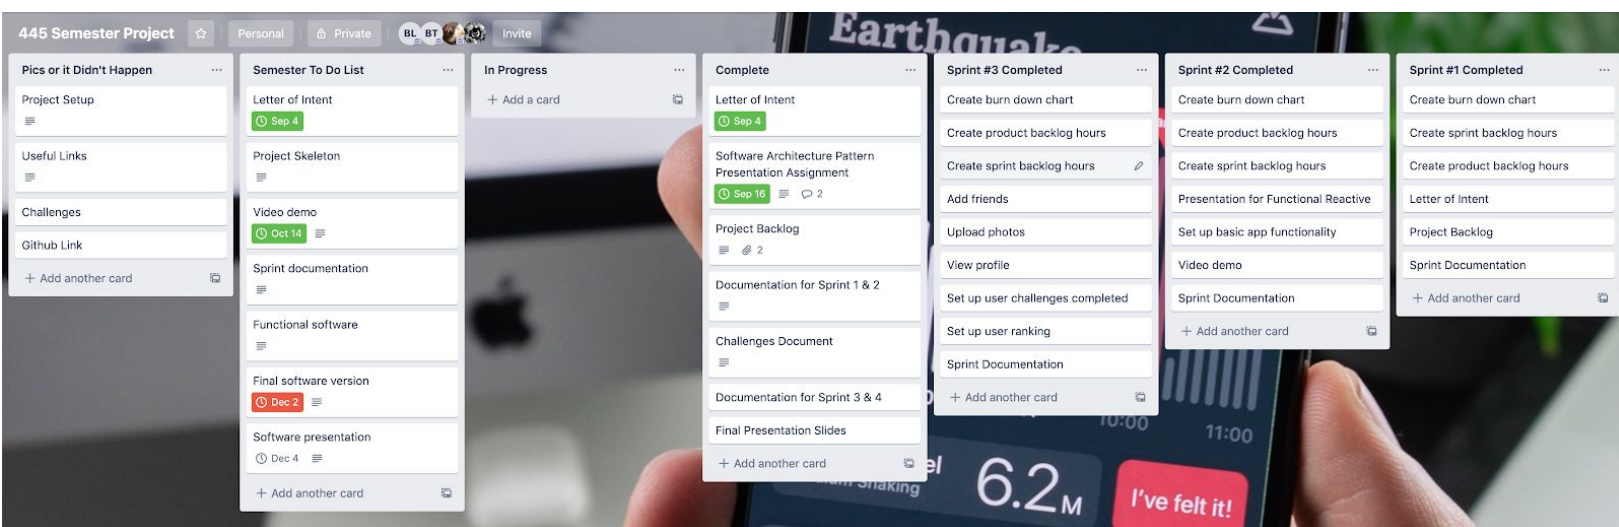 445 Semester Project
Personal
Private
BL
BT
Invite
Pics or it Didn't Happen
Project Setup
Useful Links
Challenges
Github Link
+ Add another card
Semester To Do List
Letter of Intent
Sep 4
Project Skeleton
Video demo
Oct 14
Sprint documentation
Functional software
Final software version
Dec 2
Software presentation
Dec 4
+ Add another card
In Progress
+ Add a card
Complete
Letter of Intent
Sep 4
Software Architecture Pattern
Presentation Assignment
Sep 16
2
Project Backlog
2
Documentation for Sprint 1 & 2
Challenges Document
Documentation for Sprint 3 & 4
Final Presentation Slides
+ Add another card
Sprint #3 Completed
Create burn down chart
Create product backlog hours
Create sprint backlog hours
Add friends
Upload photos
View profile
Set up user challenges completed
Set up user ranking
Sprint Documentation
+ Add another card
Sprint #2 Completed
Create burn down chart
Create product backlog hours
Create sprint backlog hours
Presentation for Functional Reactive
Set up basic app functionality
Video demo
Sprint Documentation
+ Add another card
Sprint #1 Completed
Create burn down chart
Create sprint backlog hours
Create product backlog hours
Letter of Intent
Project Backlog
Sprint Documentation
+ Add another card
Earthquake
10:00
11:00
Shaking
6.2M
I've felt it!